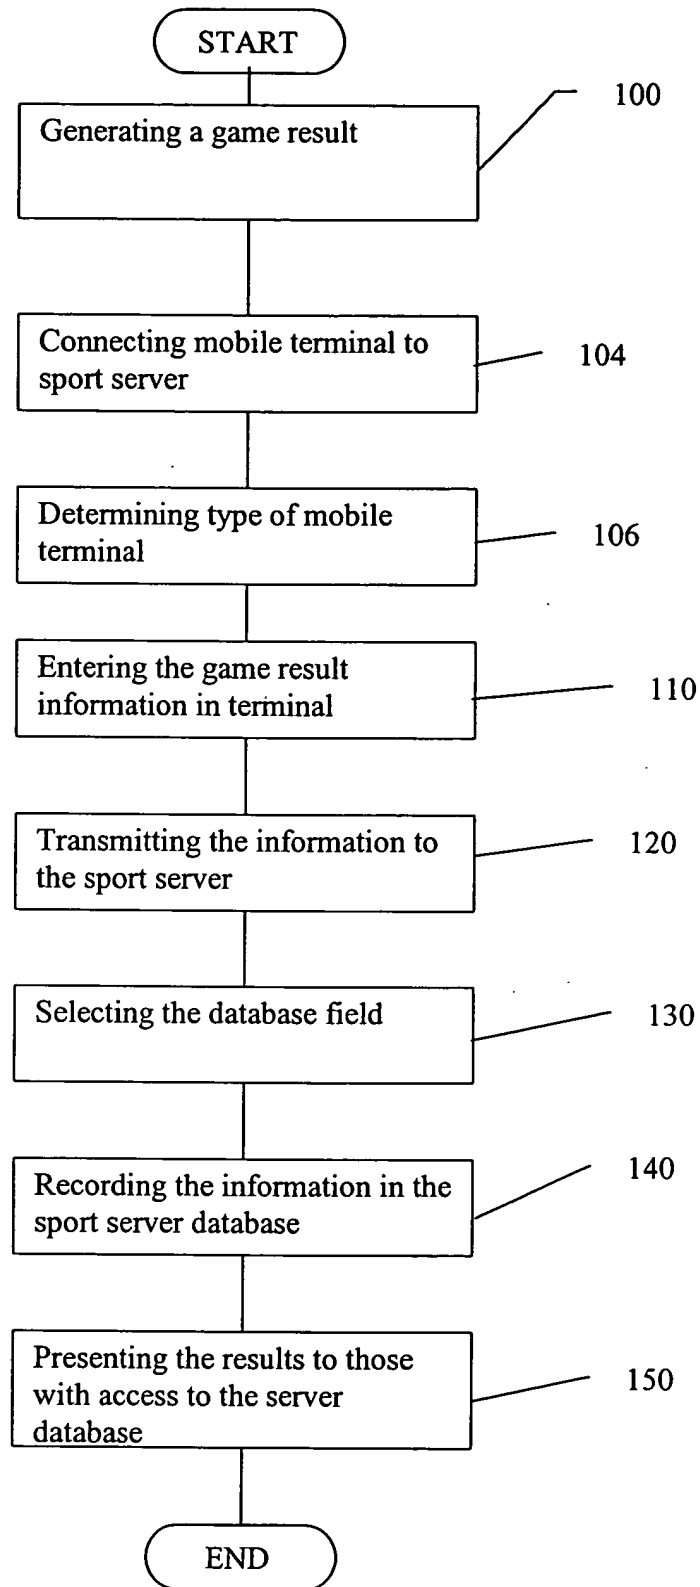 START
100
Generating a game result
Connecting mobile terminal to
sport server
104
Determining type of mobile
terminal
106
Entering the game result
information in terminal
110
Transmitting the information to
the sport server
120
Selecting the database field
130
Recording the information in the
sport server database
140
Presenting the results to those
with access to the server
database
150
END